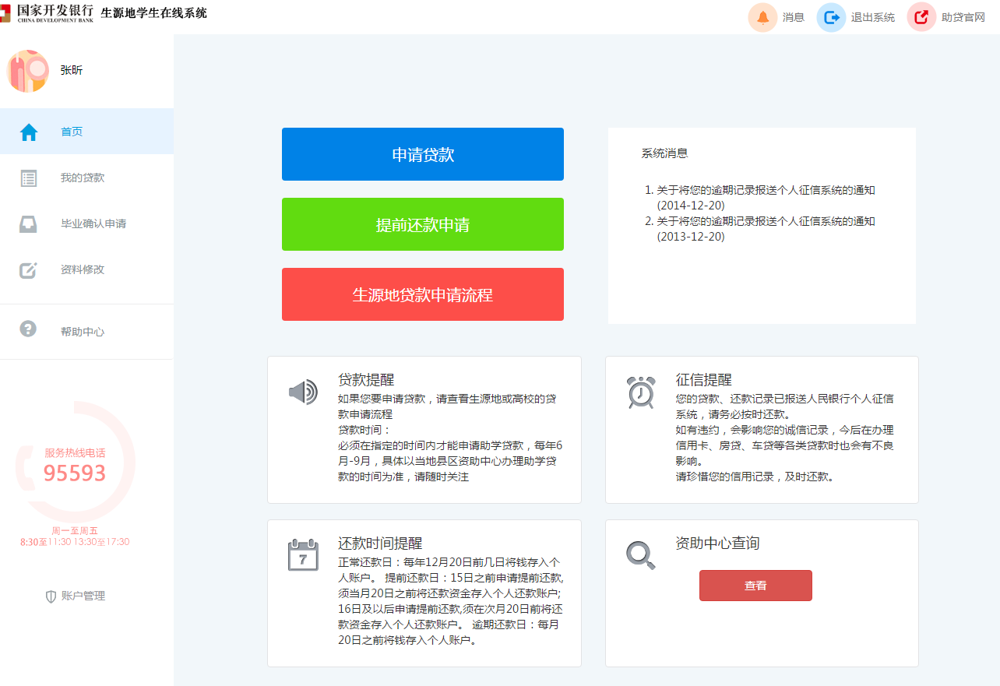 国家开发银行 生源地学生在线系统
CHINA DEVELOPMENT BANK
消息
退出系统
助贷官网
张昕
首页
我的贷款
毕业确认申请
资料修改
帮助中心
服务热线电话
95593
周一至周五
8:30至11:30 13:30至17:30
账户管理
申请贷款
提前还款申请
生源地贷款申请流程
系统消息
1. 关于将您的逾期记录报送个人征信系统的通知
(2014-12-20)
2. 关于将您的逾期记录报送个人征信系统的通知
(2013-12-20)
贷款提醒
如果您要申请贷款，请查看生源地或高校的贷
款申请流程
贷款时间：
必须在指定的时间内才能申请助学贷款，每年6
月-9月，具体以当地县区资助中心办理助学贷
款的时间为准，请随时关注
征信提醒
您的贷款、还款记录已报送人民银行个人征信
系统，请务必按时还款。
如有违约，会影响您的诚信记录，今后在办理
信用卡、房贷、车贷等各类贷款时也会有不良
影响。
请珍惜您的信用记录，及时还款。
7
还款时间提醒
正常还款日：每年12月20日前几日将钱存入个
人账户。 提前还款日：15日之前申请提前还款,
须当月20日之前将还款资金存入个人还款账户;
16日及以后申请提前还款,须在次月20日前将还
款资金存入个人还款账户。 逾期还款日：每月
20日之前将钱存入个人账户。
资助中心查询
查看